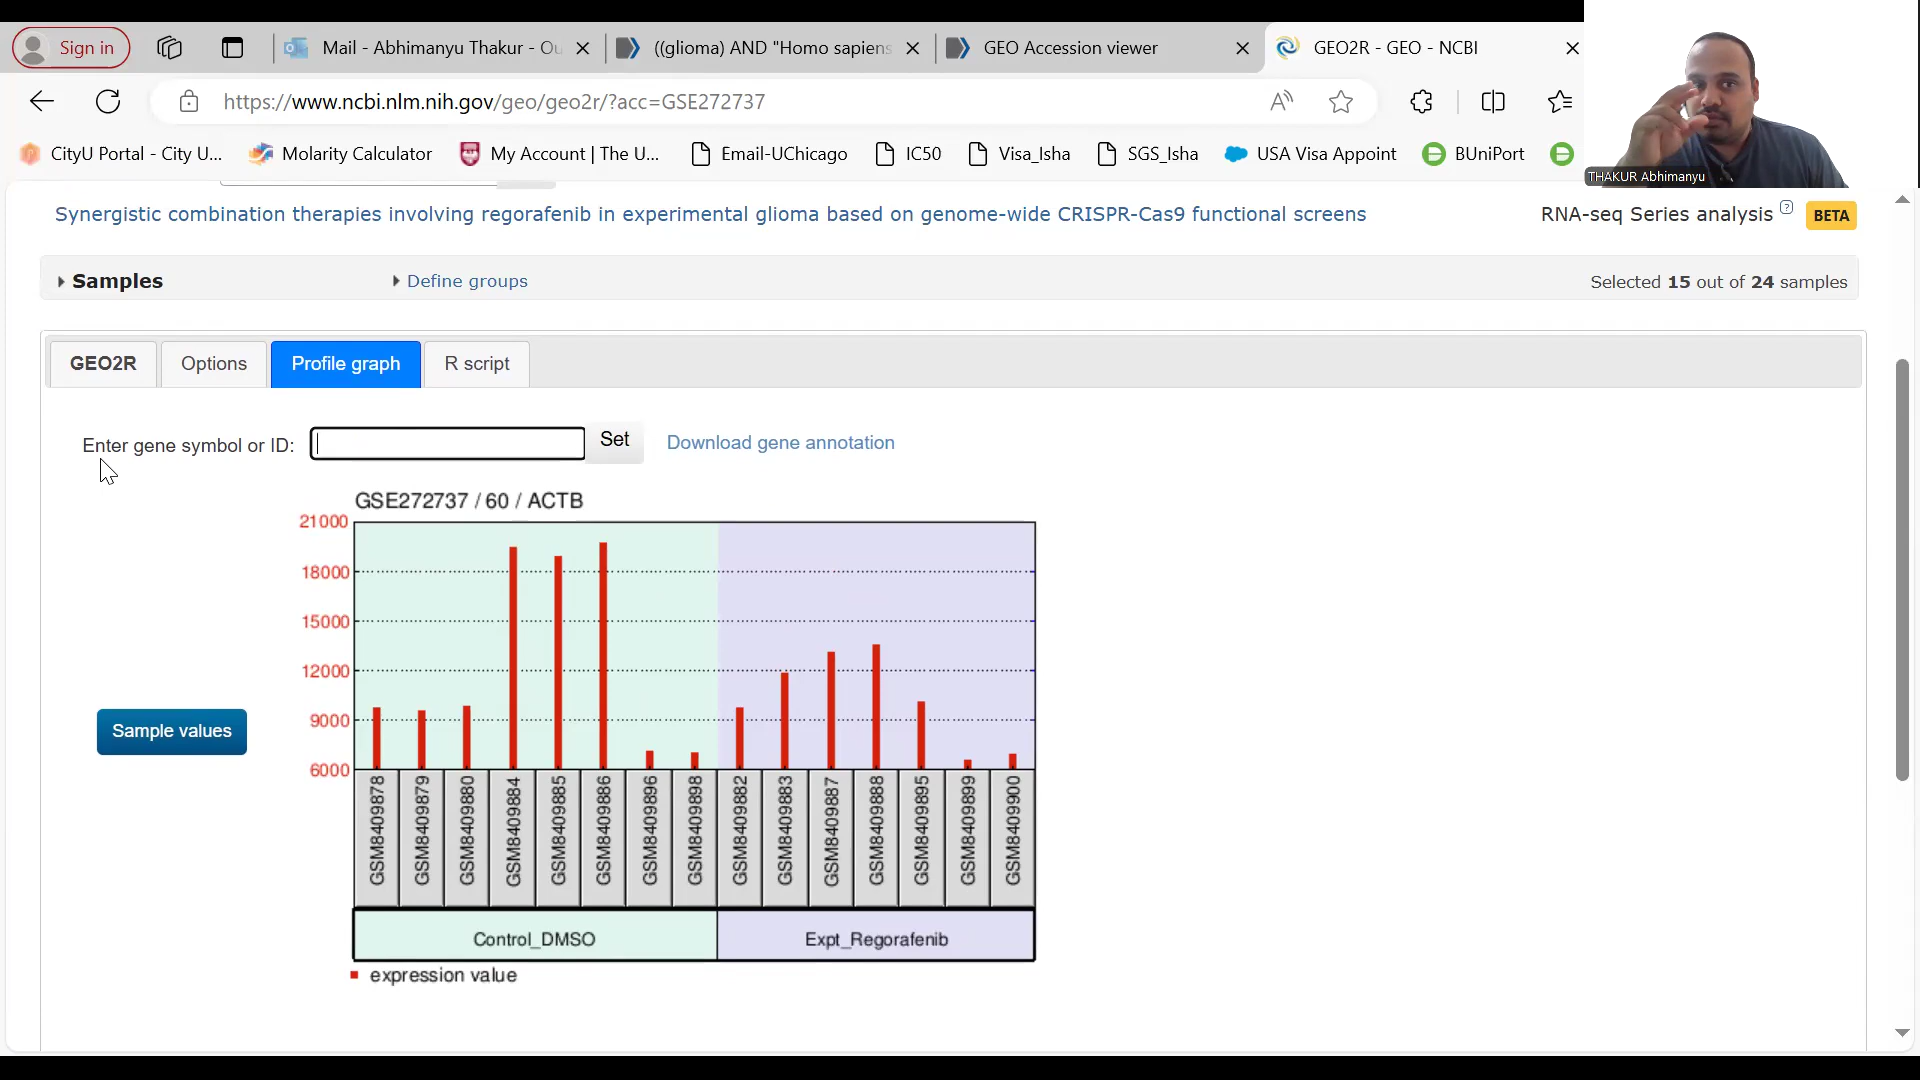 Sign in
Mail - Abhimanyu Thakur - Ou
((glioma) AND "Homo sapiens
GEO Accession viewer
GEO2R - GEO - NCBI
https://www.ncbi.nlm.nih.gov/geo/geo2r/?acc=GSE272737
CityU Portal - City U...
Molarity Calculator
My Account | The U...
Email-UChicago
IC50
Visa_Isha
SGS_Isha
USA Visa Appoint
BUniPort
THAKUR Abhimanyu
Synergistic combination therapies involving regorafenib in experimental glioma based on genome-wide CRISPR-Cas9 functional screens
RNA-seq Series analysis ? BETA
Samples
Define groups
Selected 15 out of 24 samples
GEO2R
Options
Profile graph
R script
Enter gene symbol or ID:
Set
Download gene annotation
GSE272737 / 60 / ACTB
21000
18000
15000
12000
9000
6000
Sample values
GSM8409878
GSM8409879
GSM8409880
GSM8409884
GSM8409885
GSM8409886
GSM8409896
GSM8409898
GSM8409882
GSM8409883
GSM8409887
GSM8409888
GSM8409895
GSM8409899
GSM8409900
Control_DMSO
Expt_Regorafenib
expression value